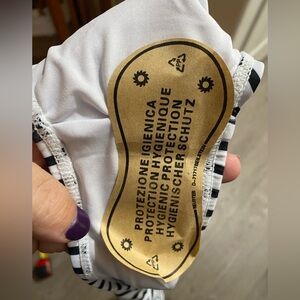 PROTEZIONE IGIENICA
PROTECTION HYGIENIQUE
HYGIENIC PROTECTION
HYGIENISCHER SCHUTZ